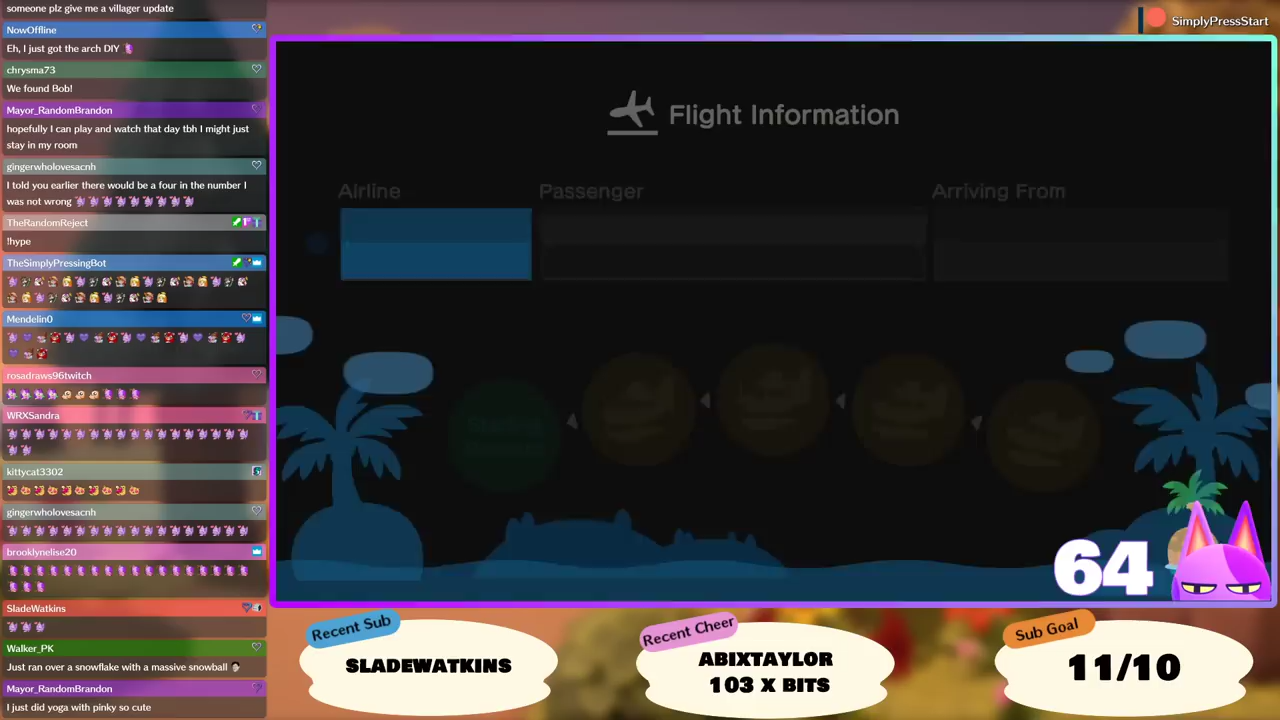 someone plz give me a villager update
NowOffline
Eh, I just got the arch DIY
chrysma73
We found Bob!
Mayor_RandomBrandon
hopefully I can play and watch that day tbh I might just
stay in my room
gingerwholovesacnh
I told you earlier there would be a four in the number I
was not wrong
TheRandomReject
!hype
TheSimplyPressingBot
Mendelin0
rosadraws96twitch
WRXSandra
kittycat3302
gingerwholovesacnh
brooklynelise20
SladeWatkins
Walker_PK
Just ran over a snowflake with a massive snowball
Mayor_RandomBrandon
I just did yoga with pinky so cute
SimplyPressStart
Flight Information
Airline
Passenger
Arriving From
64
Recent Sub
SLADEWATKINS
Recent Cheer
ABIXTAYLOR
103 X BITS
Sub Goal
11/10